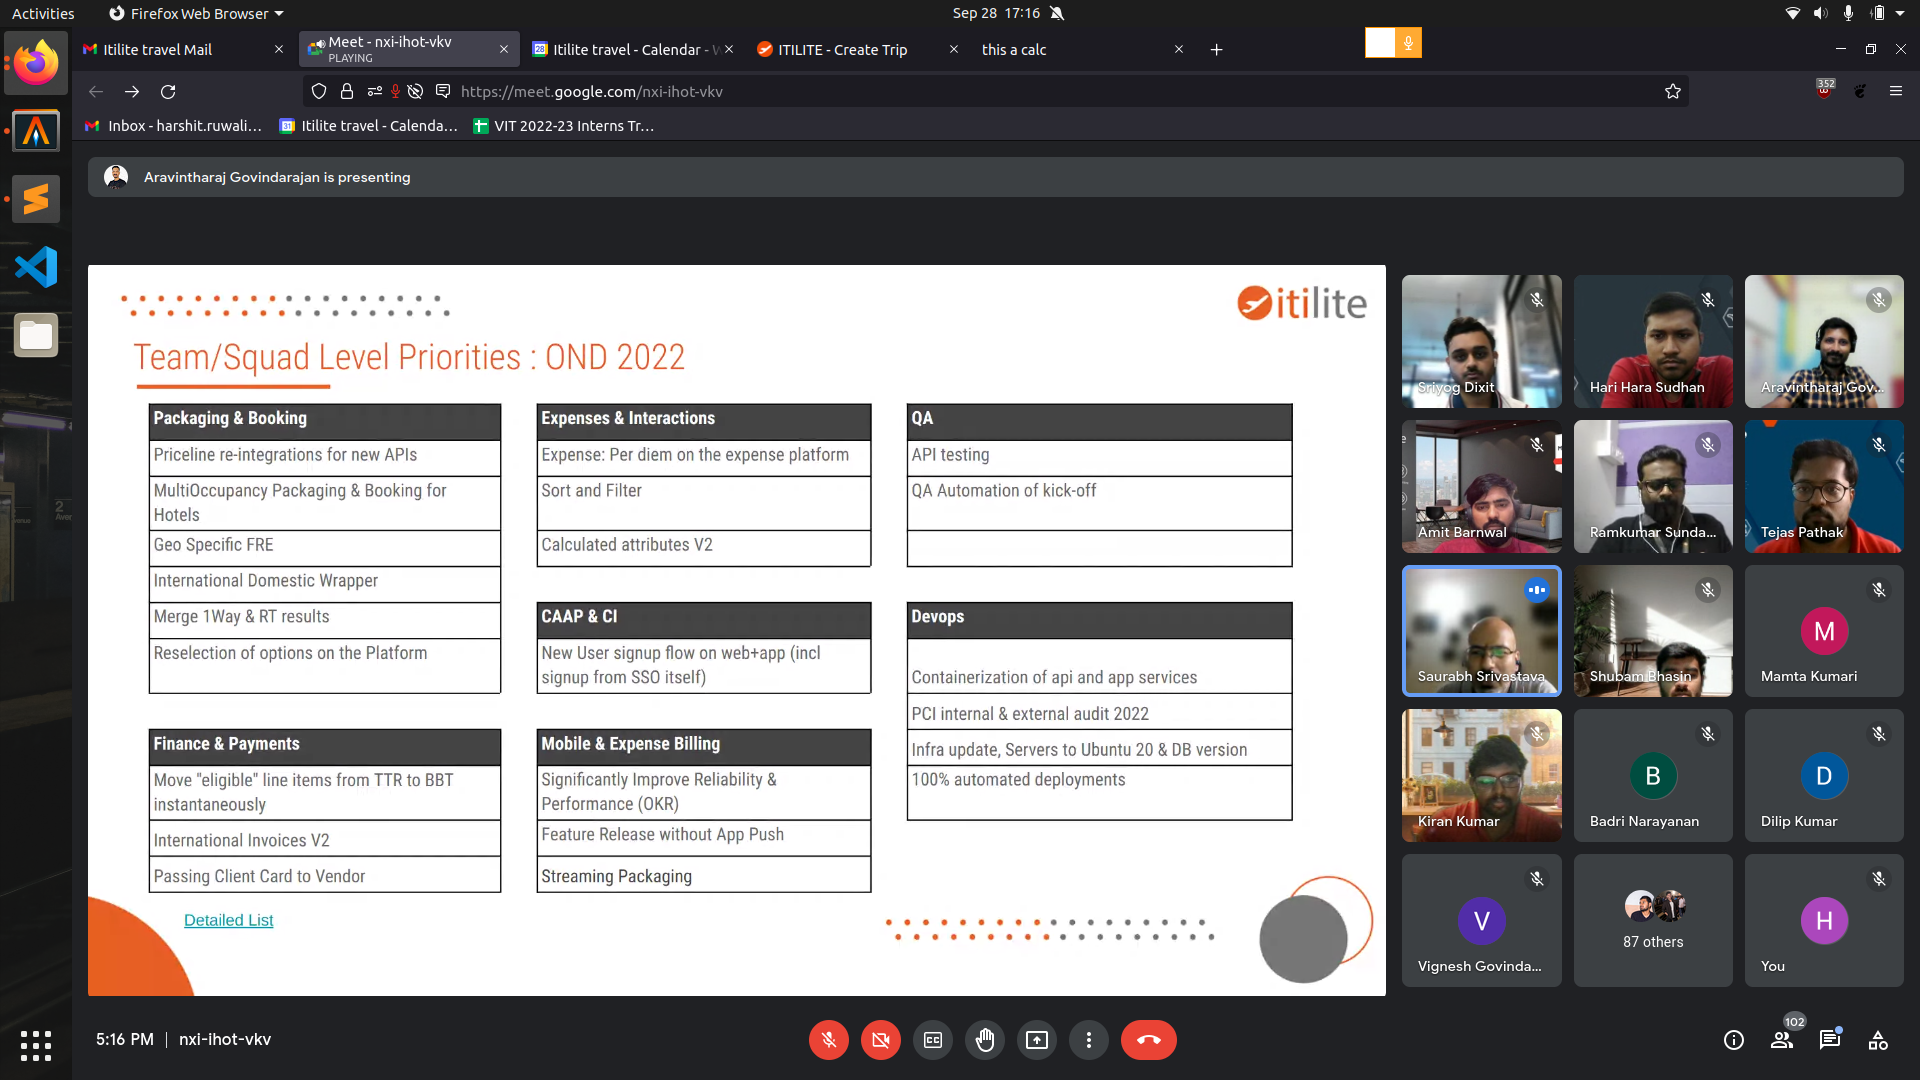 Activities
Firefox Web Browser
Sep 28 17:16
Itilite travel Mail
Meet - nxi-ihot-vkv
PLAYING
Itilite travel - Calendar - W
ITILITE - Create Trip
this a calc
https://meet.google.com/nxi-ihot-vkv
352
Inbox - harshit.ruwali...
Itilite travel - Calenda...
VIT 2022-23 Interns Tr...
Aravintharaj Govindarajan is presenting
itilite
Team/Squad Level Priorities : OND 2022
Packaging & Booking
Priceline re-integrations for new APIs
MultiOccupancy Packaging & Booking for
Hotels
Geo Specific FRE
International Domestic Wrapper
Merge 1Way & RT results
Reselection of options on the Platform
Finance & Payments
Move "eligible" line items from TTR to BBT
instantaneously
International Invoices V2
Passing Client Card to Vendor
Detailed List
Expenses & Interactions
Expense: Per diem on the expense platform
Sort and Filter
Calculated attributes V2
CAAP & CI
New User signup flow on web+app (incl
signup from SSO itself)
Mobile & Expense Billing
Significantly Improve Reliability &
Performance (OKR)
Feature Release without App Push
Streaming Packaging
QA
API testing
QA Automation of kick-off
Devops
Containerization of api and app services
PCI internal & external audit 2022
Infra update, Servers to Ubuntu 20 & DB version
100% automated deployments
Sriyog Dixit
Hari Hara Sudhan
Aravintharaj Gov...
Amit Barnwal
Ramkumar Sunda...
Tejas Pathak
Saurabh Srivastava
Shubam Bhasin
M
Mamta Kumari
Kiran Kumar
B
Badri Narayanan
D
Dilip Kumar
V
Vignesh Govinda...
87 others
H
You
5:16 PM | nxi-ihot-vkv
102